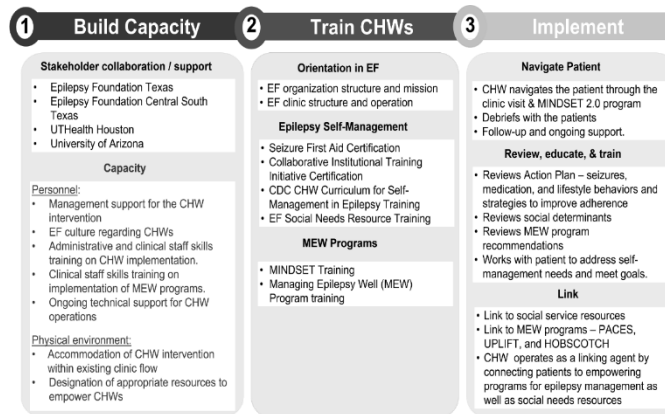 1 Build Capacity
Stakeholder collaboration / support
• Epilepsy Foundation Texas
• Epilepsy Foundation Central South
Texas
• UTHealth Houston
• University of Arizona
Capacity
Personnel:
• Management support for the CHW
intervention
• EF culture regarding CHWs
• Administrative and clinical staff skills
training on CHW implementation.
• Clinical staff skills training on
implementation of MEW programs.
• Ongoing technical support for CHW
operations
Physical environment:
• Accommodation of CHW intervention
within existing clinic flow
• Designation of appropriate resources to
empower CHWs
2 Train CHWs
Orientation in EF
• EF organization structure and mission
• EF clinic structure and operation
Epilepsy Self-Management
• Seizure First Aid Certification
• Collaborative Institutional Training
Initiative Certification
• CDC CHW Curriculum for Self-
Management in Epilepsy Training
• EF Social Needs Resource Training
MEW Programs
• MINDSET Training
• Managing Epilepsy Well (MEW)
Program training
3 Implement
Navigate Patient
• CHW navigates the patient through the
clinic visit & MINDSET 2.0 program
• Debriefs with the patients
• Follow-up and ongoing support.
Review, educate, & train
• Reviews Action Plan – seizures,
medication, and lifestyle behaviors and
strategies to improve adherence
• Reviews social determinants
• Reviews MEW program
recommendations
• Works with patient to address self-
management needs and meet goals.
Link
• Link to social service resources
• Link to MEW programs – PACES,
UPLIFT, and HOBSCOTCH
• CHW operates as a linking agent by
connecting patients to empowering
programs for epilepsy management as
well as social needs resources